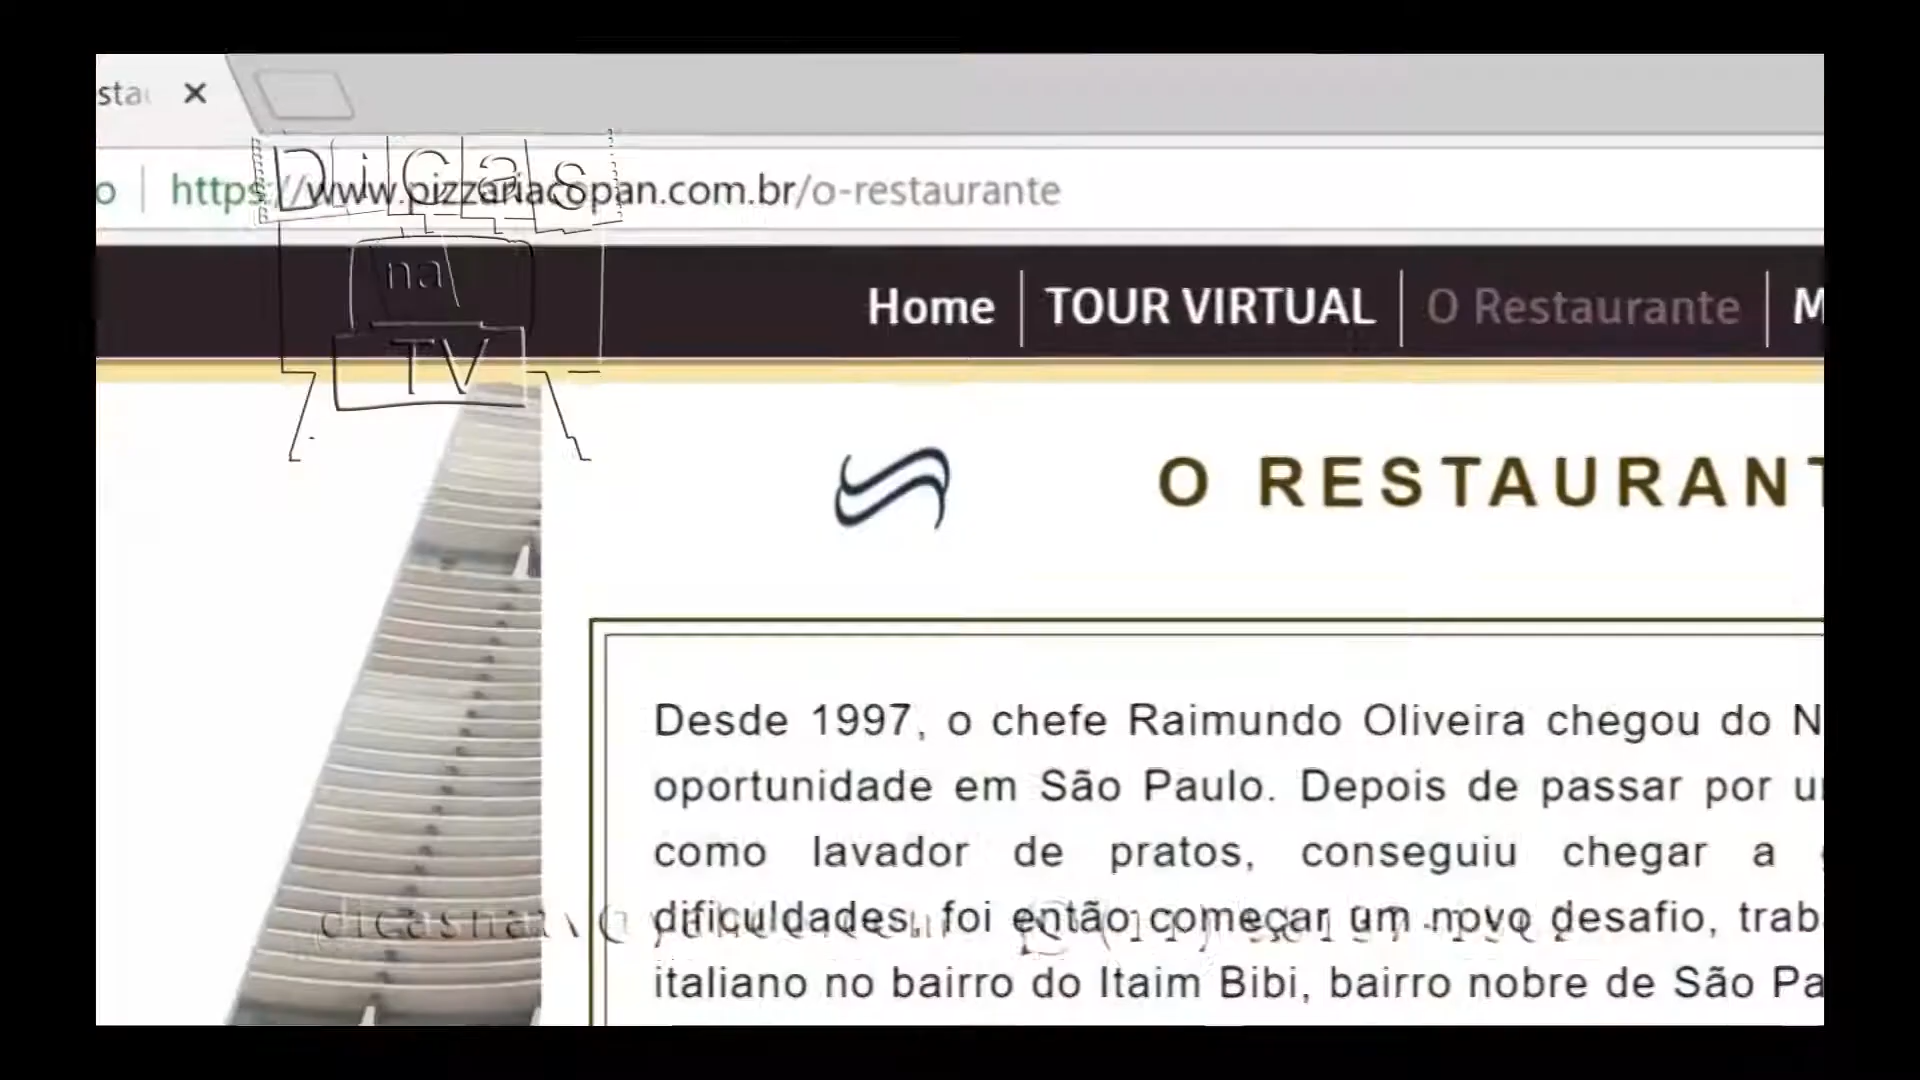 sta
https://www.pizzariacopan.com.br/o-restaurante
Dicas
na
TV
Home
TOUR VIRTUAL
O Restaurante
M
O RESTAURANT
Desde 1997, o chefe Raimundo Oliveira chegou do N
oportunidade em São Paulo. Depois de passar por u
como lavador de pratos, conseguiu chegar a
dificuldades, foi então começar um novo desafio, trab
italiano no bairro do Itaim Bibi, bairro nobre de São Pa